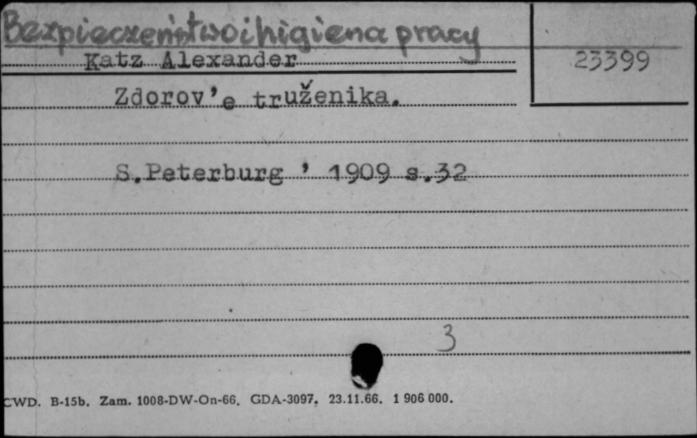 Bezpieczeństwo i higiena pracy
Katz Alexander
23399
Zdorov'e truženika.
S.Peterburg ' 1909 s.32
3
CWD. B-15b. Zam. 1008-DW-On-66. GDA-3097. 23.11.66. 1 906 000.